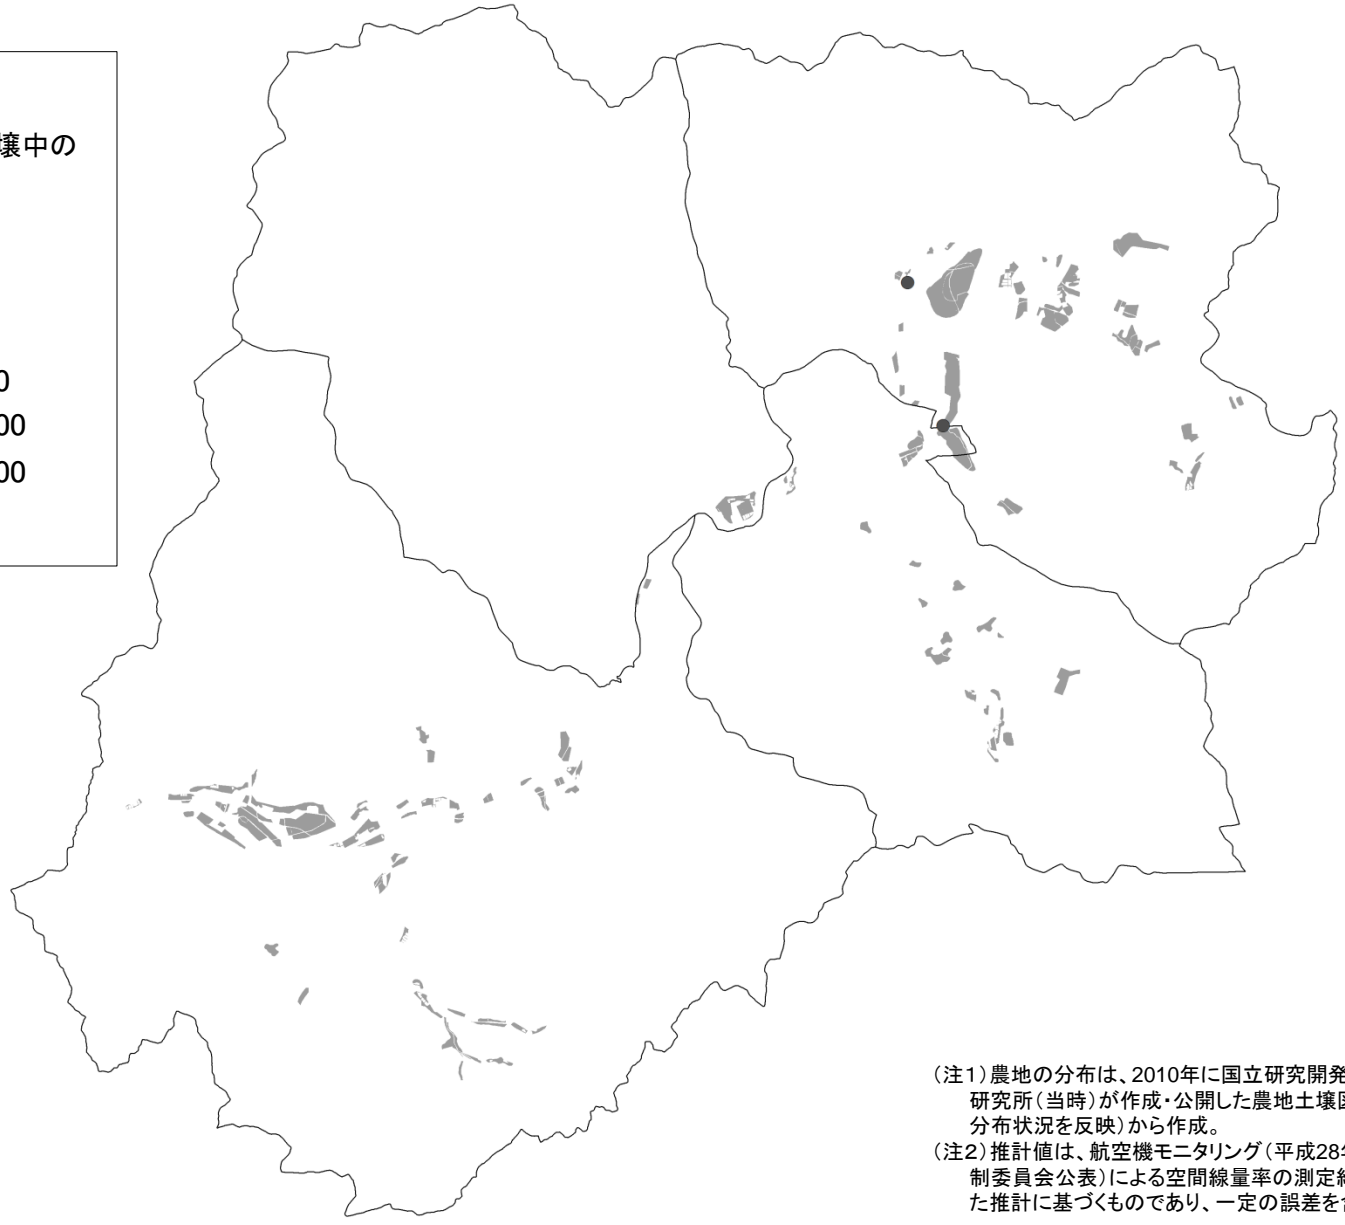 壌中の
0
00
00
（注1）農地の分布は、2010年に国立研究開発
研究所（当時）が作成・公開した農地土壌図
分布状況を反映）から作成。
（注2）推計値は、航空機モニタリング（平成28年
制委員会公表）による空間線量率の測定結
た推計に基づくものであり、一定の誤差を含